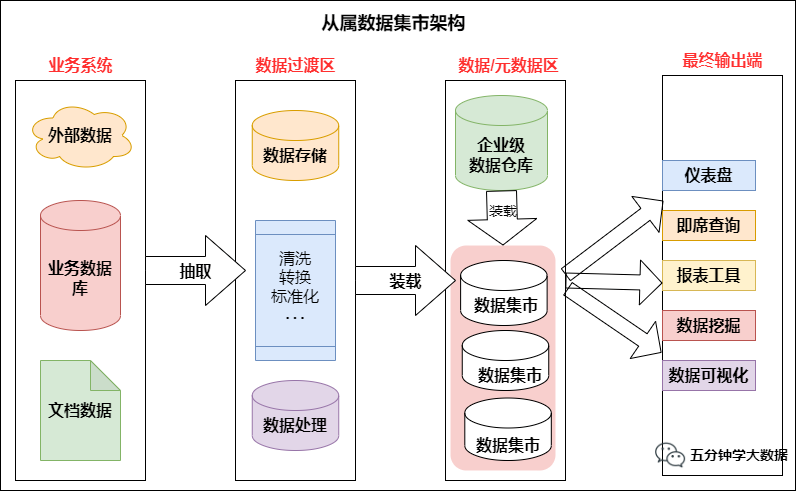 从属数据集市架构
业务系统
外部数据
业务数据
库
文档数据
抽取
数据过渡区
数据存储
清洗
转换
标准化
...
数据处理
装载
数据/元数据区
企业级
数据仓库
装载
数据集市
数据集市
数据集市
最终输出端
仪表盘
即席查询
报表工具
数据挖掘
数据可视化
五分钟学大数据